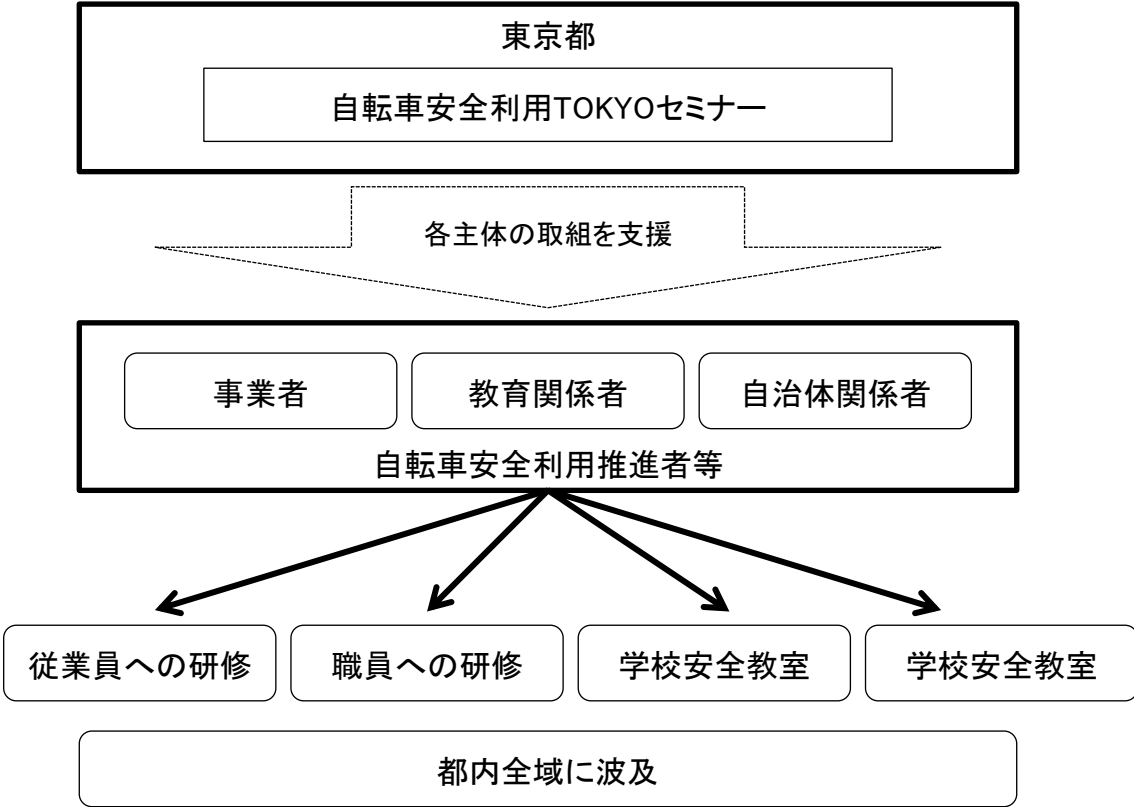 東京都
自転車安全利用TOKYOセミナー
各主体の取組を支援
事業者
教育関係者
自治体関係者
自転車安全利用推進者等
従業員への研修
職員への研修
学校安全教室
学校安全教室
都内全域に波及